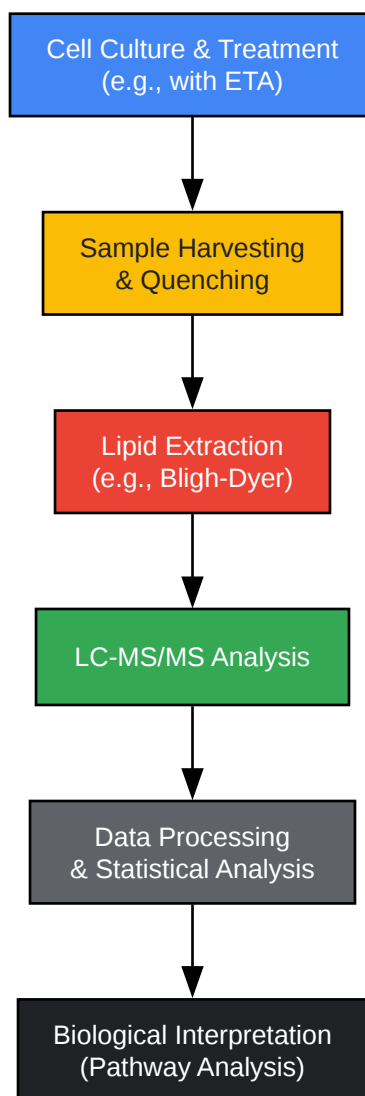 Cell Culture & Treatment
(e.g., with ETA)
Sample Harvesting
& Quenching
Lipid Extraction
(e.g., Bligh-Dyer)
LC-MS/MS Analysis
Data Processing
& Statistical Analysis
Biological Interpretation
(Pathway Analysis)